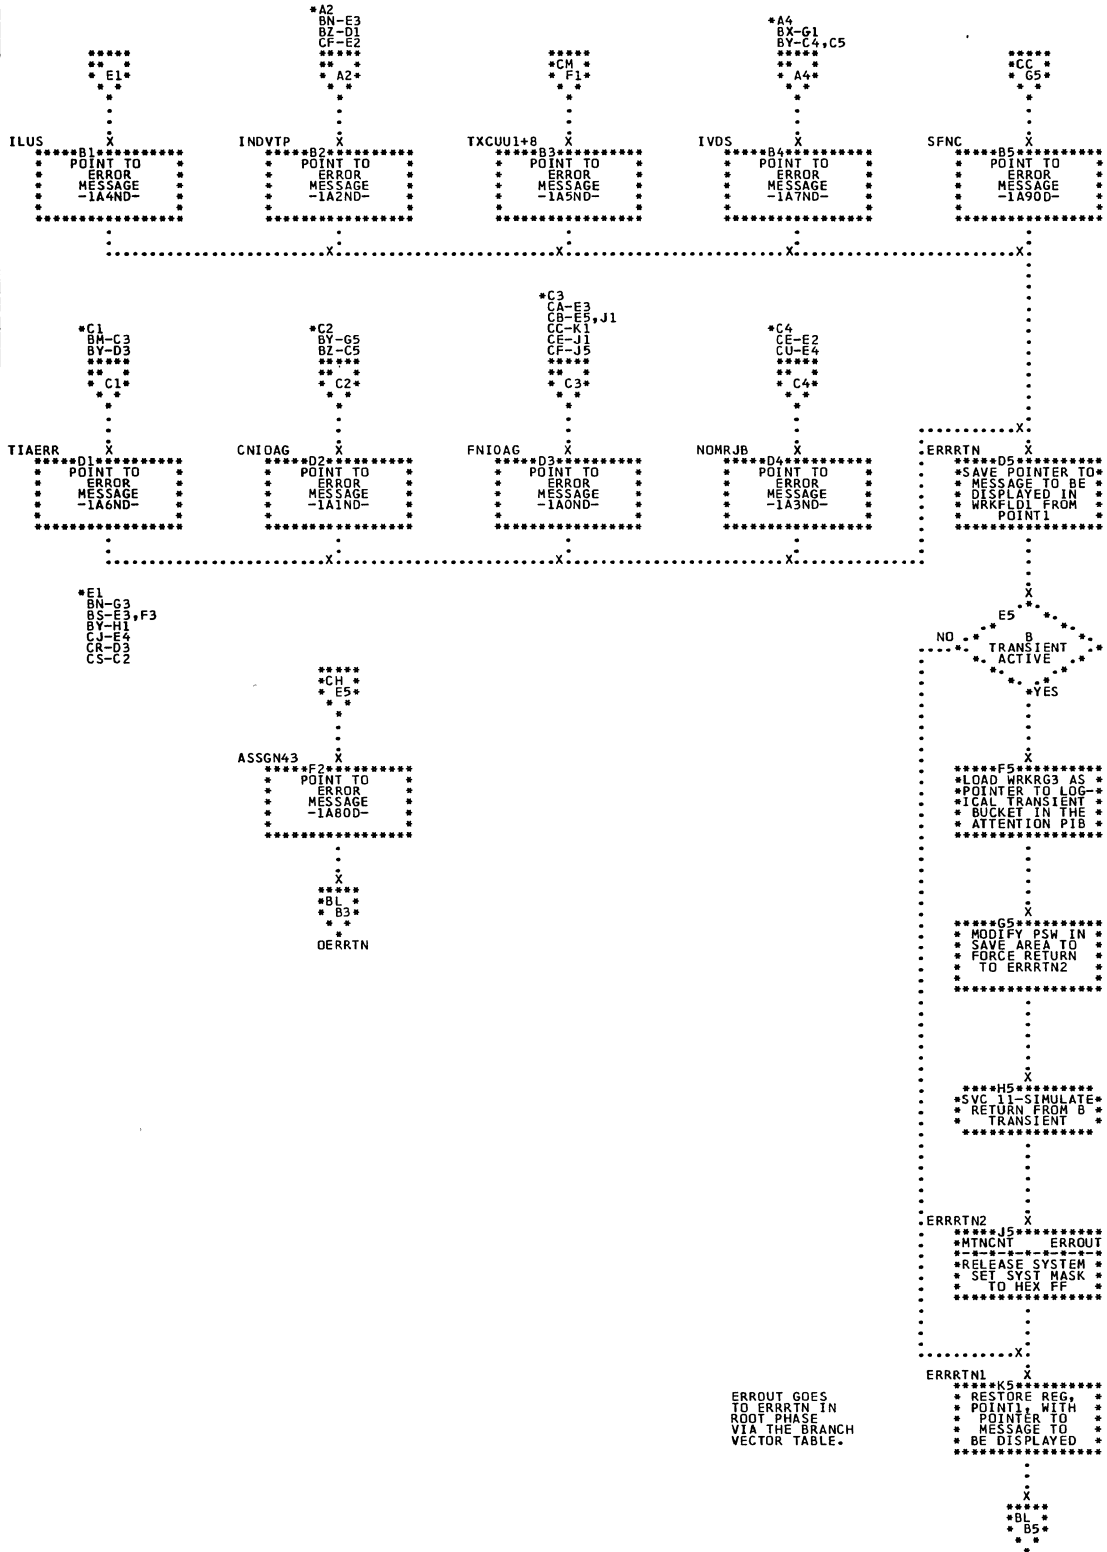 *A2
BN-E3
BZ-D1
CF-E2
*A4
BX-G1
BY-C4,C5
E1*
A2*
*CM
F1*
A4*
*CC
G5*
ILUS
B1
POINT TO
ERROR
MESSAGE
-1A4ND-
INDVTP
B2
POINT TO
ERROR
MESSAGE
-1A2ND-
TXCUU1+8
B3
POINT TO
ERROR
MESSAGE
-1A5ND-
IVDS
B4
POINT TO
ERROR
MESSAGE
-1A7ND-
SFNC
B5
POINT TO
ERROR
MESSAGE
-1A90D-
*C1
BM-C3
BY-D3
C1*
*C2
BY-G5
BZ-C5
C2*
*C3
CA-E3
CB-E5,J1
CC-K1
CE-J1
CF-J5
C3*
*C4
CE-E2
CU-E4
C4*
TIAERR
D1
POINT TO
ERROR
MESSAGE
-1A6ND-
CNIOAG
D2
POINT TO
ERROR
MESSAGE
-1A1ND-
FNIOAG
D3
POINT TO
ERROR
MESSAGE
-1A0ND-
NOMRJB
D4
POINT TO
ERROR
MESSAGE
-1A3ND-
ERRRTN
D5
*SAVE POINTER TO*
MESSAGE TO BE
DISPLAYED IN
WRKFLD1 FROM
POINT1
*E1
BN-G3
BS-E3,F3
BY-H1
CJ-E4
CR-D3
CS-C2
E5
B
TRANSIENT
ACTIVE
NO
*YES
*CH
E5*
ASSGN43
F2
POINT TO
ERROR
MESSAGE
-1A80D-
*BL
B3*
OERRTN
F5
*LOAD WRKRG3 AS
*POINTER TO LOG-*
*ICAL TRANSIENT
BUCKET IN THE
ATTENTION PIB
G5
MODIFY PSW IN
SAVE AREA TO
FORCE RETURN
TO ERRRTN2
H5
*SVC 11-SIMULATE*
RETURN FROM B
TRANSIENT
ERRRTN2
J5
*MTNCNT ERROUT
*RELEASE SYSTEM
SET SYST MASK
TO HEX FF
ERRRTN1
K5
RESTORE REG,
POINT1, WITH
POINTER TO
MESSAGE TO
BE DISPLAYED
ERROUT GOES
TO ERRRTN IN
ROOT PHASE
VIA THE BRANCH
VECTOR TABLE.
*BL
B5*